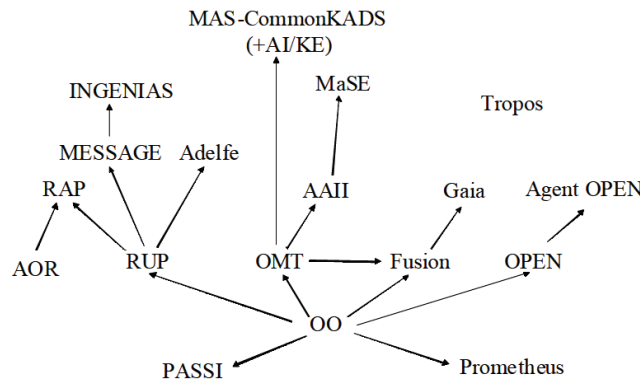 MAS-CommonKADS
(+AI/KE)
INGENIAS
MaSE
Tropos
MESSAGE
Adelfe
RAP
AAII
Gaia
Agent OPEN
AOR
RUP
OMT
Fusion
OPEN
OO
PASSI
Prometheus